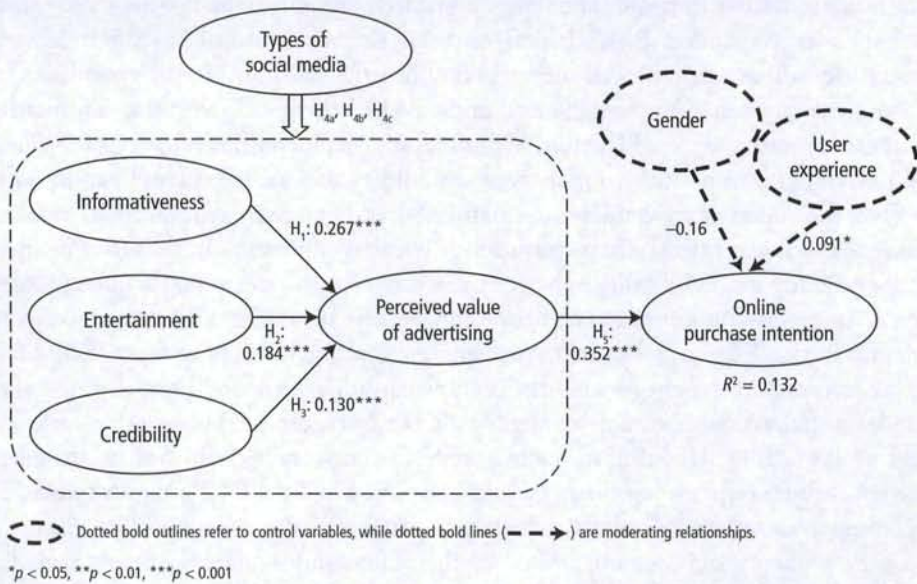 Types of
social media
H4a, H4b, H4c
Gender
User
experience
Informativeness
H1: 0.267***
−0.16
0.091*
Entertainment
H2:
0.184***
Perceived value
of advertising
H5:
0.352***
Online
purchase intention
R² = 0.132
H3: 0.130***
Credibility
Dotted bold outlines refer to control variables, while dotted bold lines (- - ➤) are moderating relationships.
*p < 0.05, **p < 0.01, ***p < 0.001